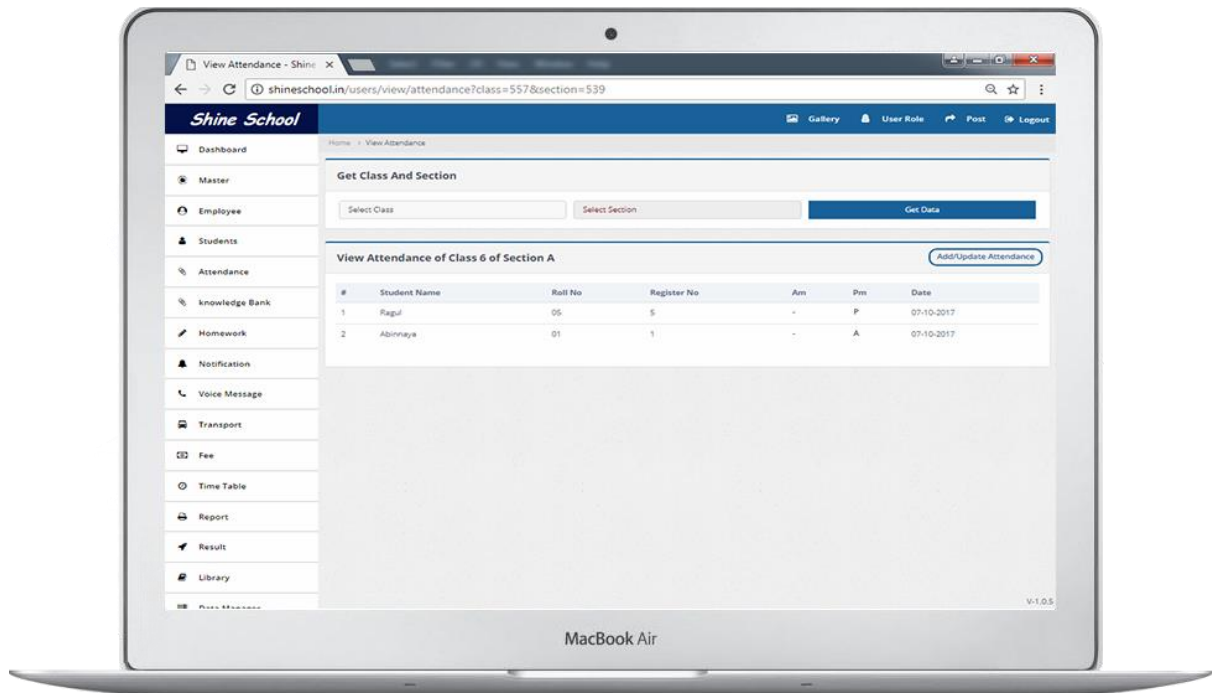 View Attendance - Shine
shineschool.in/users/view/attendance?class=557&section=539
Shine School
Gallery User Role Post Logout
Dashboard
Home > View Attendance
Master
Get Class And Section
Employee
Select Class Select Section Get Data
Students
View Attendance of Class 6 of Section A Add/Update Attendance
Attendance
# Student Name Roll No Register No Am Pm Date
knowledge Bank
1 Ragul 05 5 - P 07-10-2017
Homework
2 Abinnaya 01 1 - A 07-10-2017
Notification
Voice Message
Transport
Fee
Time Table
Report
Result
Library
V-1.0.5
MacBook Air